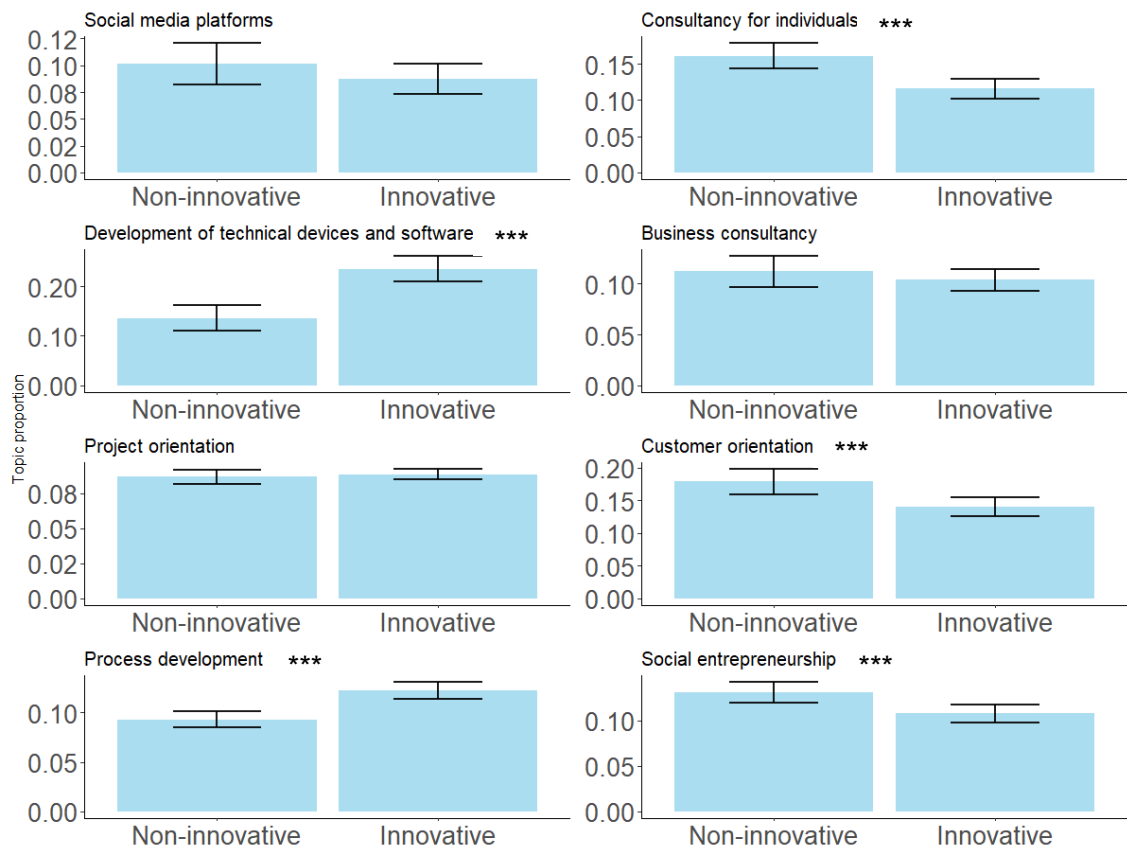 Social media platforms
0.12
0.10
0.08
0.05
0.02
0.00
Non-innovative Innovative
Consultancy for individuals ***
0.15
0.10
0.05
0.00
Non-innovative Innovative
Development of technical devices and software ***
0.20
0.10
0.00
Non-innovative Innovative
Business consultancy
0.10
0.05
0.00
Non-innovative Innovative
Topic proportion
Project orientation
0.08
0.05
0.02
0.00
Non-innovative Innovative
Customer orientation ***
0.20
0.15
0.10
0.05
0.00
Non-innovative Innovative
Process development ***
0.10
0.05
0.00
Non-innovative Innovative
Social entrepreneurship ***
0.10
0.05
0.00
Non-innovative Innovative